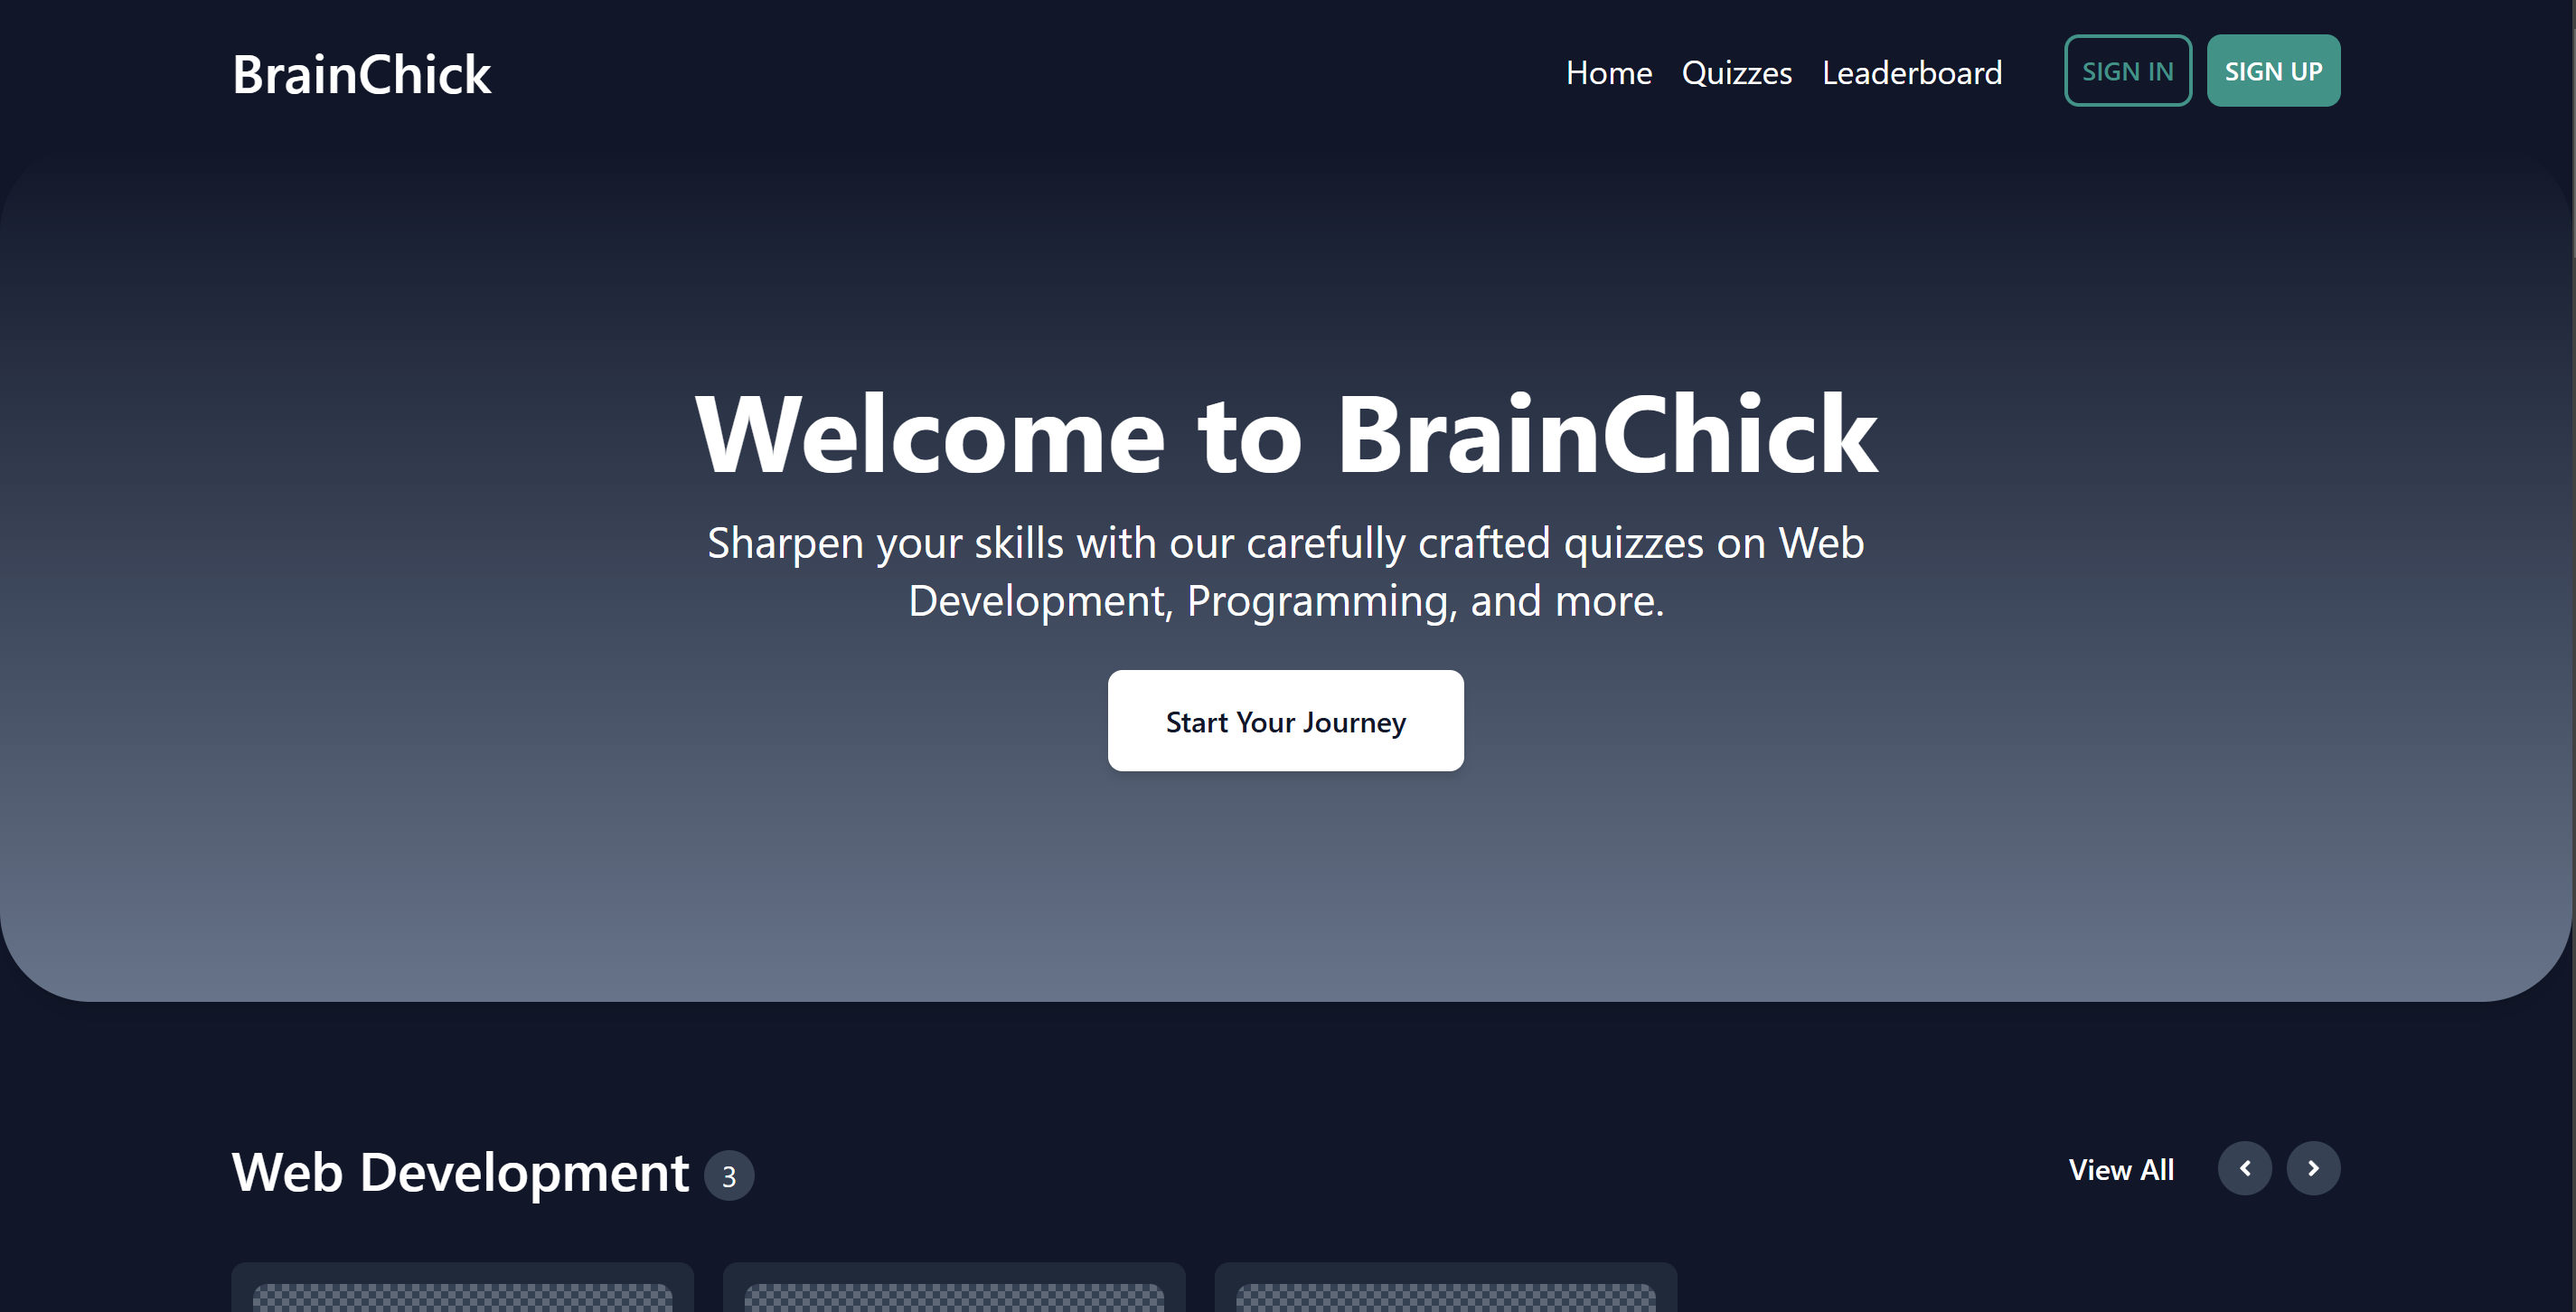 BrainChick
Home Quizzes Leaderboard SIGN IN SIGN UP
Welcome to BrainChick
Sharpen your skills with our carefully crafted quizzes on Web
Development, Programming, and more.
Start Your Journey
Web Development 3
View All